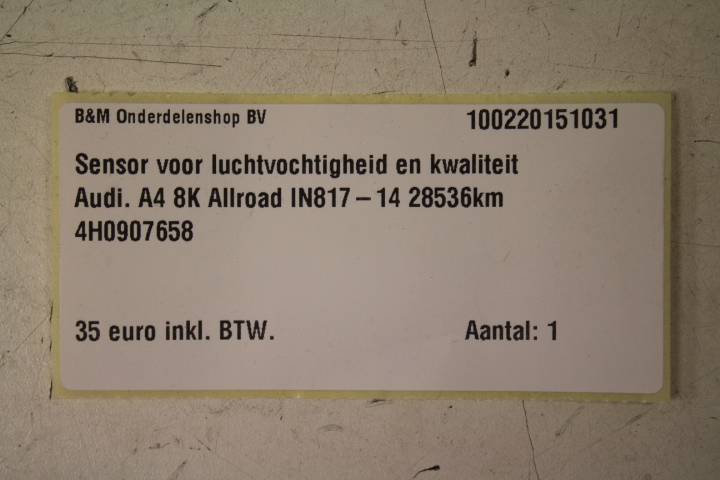 B&M Onderdelenshop BV 100220151031
Sensor voor luchtvochtigheid en kwaliteit
Audi. A4 8K Allroad IN817 – 14 28536km
4H0907658
35 euro inkl. BTW. Aantal: 1